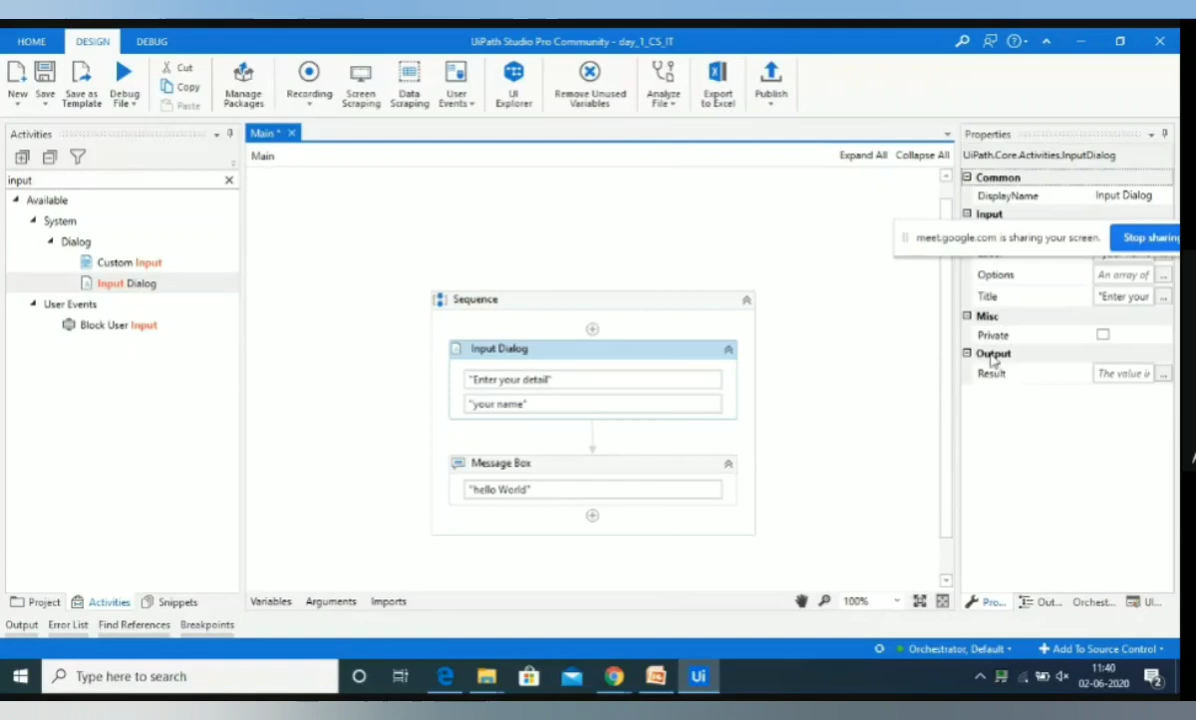 HOME DESIGN DEBUG UiPath Studio Pro Community - day_1_CS_IT
New Save Save as Template Debug File Cut Copy Paste Manage Packages Recording Screen Scraping Data Scraping User Events UI Explorer Remove Unused Variables Analyze File Export to Excel Publish
Activities
input
Available
System
Dialog
Custom Input
Input Dialog
User Events
Block User Input
Main * ×
Main Expand All Collapse All
Sequence
Input Dialog
"Enter your detail"
"your name"
Message Box
"hello World"
Properties
UiPath.Core.Activities.InputDialog
Common
DisplayName Input Dialog
Input
meet.google.com is sharing your screen. Stop sharing
Options An array of ...
Title "Enter your ...
Misc
Private
Output
Result The value i ...
Project Activities Snippets
Variables Arguments Imports 100%
Pro... Out... Orchest... UI...
Output Error List Find References Breakpoints
Orchestrator, Default Add To Source Control
Type here to search Ui
11:40
02-06-2020 2